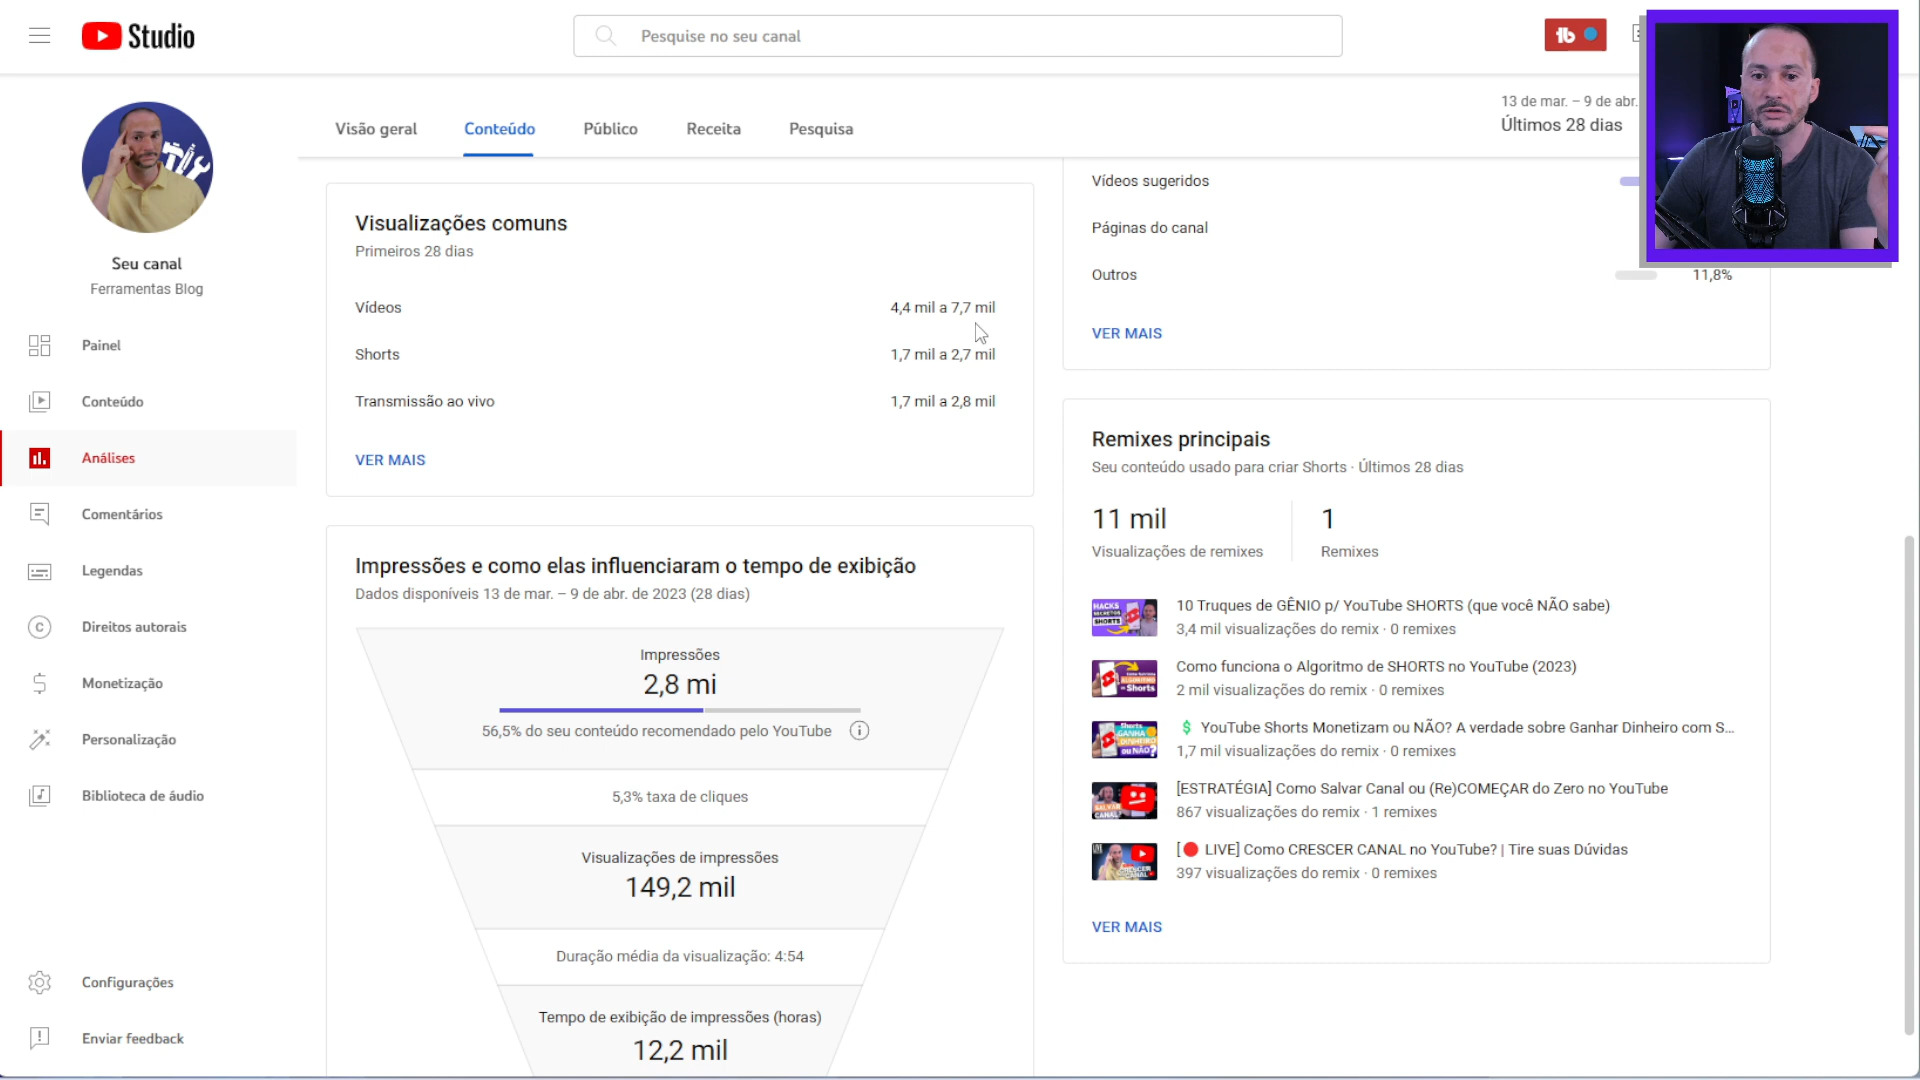 Studio
Pesquise no seu canal
13 de mar. – 9 de abr.
Últimos 28 dias
Visão geral
Conteúdo
Público
Receita
Pesquisa
Seu canal
Ferramentas Blog
Painel
Conteúdo
Análises
Comentários
Legendas
Direitos autorais
Monetização
Personalização
Biblioteca de áudio
Configurações
Enviar feedback
Visualizações comuns
Primeiros 28 dias
Vídeos 4,4 mil a 7,7 mil
Shorts 1,7 mil a 2,7 mil
Transmissão ao vivo 1,7 mil a 2,8 mil
VER MAIS
Impressões e como elas influenciaram o tempo de exibição
Dados disponíveis 13 de mar. – 9 de abr. de 2023 (28 dias)
Impressões
2,8 mi
56,5% do seu conteúdo recomendado pelo YouTube
5,3% taxa de cliques
Visualizações de impressões
149,2 mil
Duração média da visualização: 4:54
Tempo de exibição de impressões (horas)
12,2 mil
Vídeos sugeridos
Páginas do canal
Outros 11,8%
VER MAIS
Remixes principais
Seu conteúdo usado para criar Shorts · Últimos 28 dias
11 mil
Visualizações de remixes
1
Remixes
HACKS
SECRETOS
SHORTS
10 Truques de GÊNIO p/ YouTube SHORTS (que você NÃO sabe)
3,4 mil visualizações do remix · 0 remixes
Como funciona o Algoritmo de SHORTS no YouTube (2023)
2 mil visualizações do remix · 0 remixes
Shorts
GANHA
DINHEIRO
ou NÃO?
$ YouTube Shorts Monetizam ou NÃO? A verdade sobre Ganhar Dinheiro com S...
1,7 mil visualizações do remix · 0 remixes
SALVAR
CANAL
[ESTRATÉGIA] Como Salvar Canal ou (Re)COMEÇAR do Zero no YouTube
867 visualizações do remix · 1 remixes
LIVE
[🔴 LIVE] Como CRESCER CANAL no YouTube? | Tire suas Dúvidas
397 visualizações do remix · 0 remixes
VER MAIS